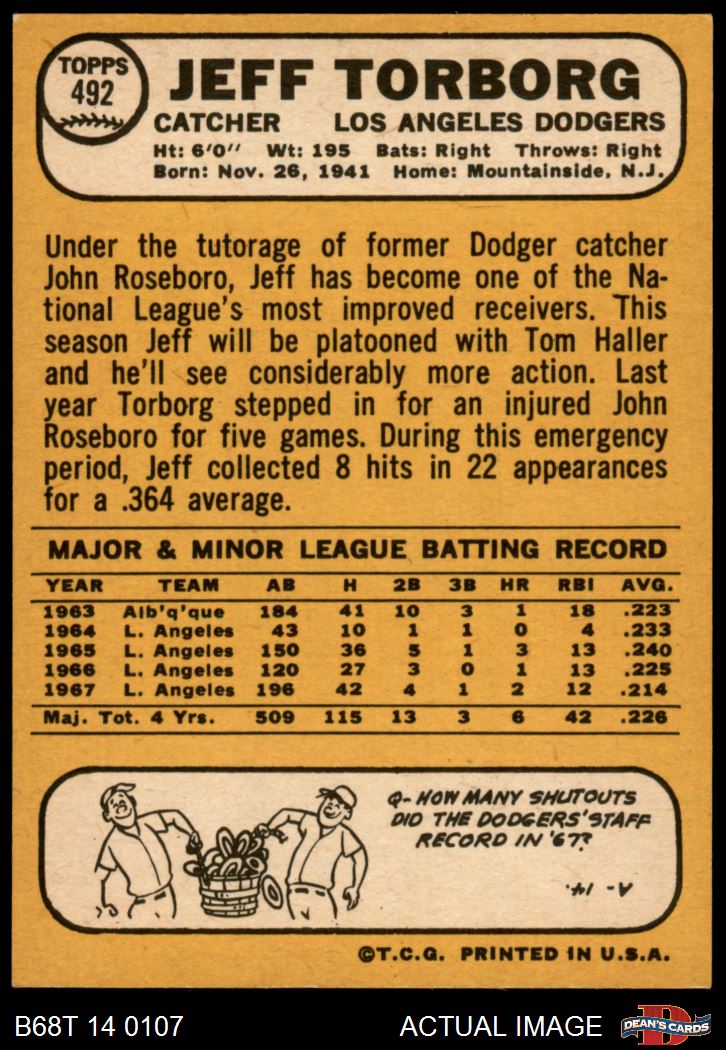 TOPPS
492
JEFF TORBORG
CATCHER LOS ANGELES DODGERS
Ht: 6'0'' Wt: 195 Bats: Right Throws: Right
Born: Nov. 26, 1941 Home: Mountainside, N.J.
Under the tutorage of former Dodger catcher
John Roseboro, Jeff has become one of the Na-
tional League's most improved receivers. This
season Jeff will be platooned with Tom Haller
and he'll see considerably more action. Last
year Torborg stepped in for an injured John
Roseboro for five games. During this emergency
period, Jeff collected 8 hits in 22 appearances
for a .364 average.
MAJOR & MINOR LEAGUE BATTING RECORD
YEAR TEAM AB H 2B 3B HR RBI AVG.
1963 Alb'q'que 184 41 10 3 1 18 .223
1964 L. Angeles 43 10 1 1 0 4 .233
1965 L. Angeles 150 36 5 1 3 13 .240
1966 L. Angeles 120 27 3 0 1 13 .225
1967 L. Angeles 196 42 4 1 2 12 .214
Maj. Tot. 4 Yrs. 509 115 13 3 6 42 .226
Q- HOW MANY SHUTOUTS
DID THE DODGERS' STAFF
RECORD IN '67?
A- 14.
©T.C.G. PRINTED IN U.S.A.
B68T 14 0107 ACTUAL IMAGE D DEAN'S CARDS